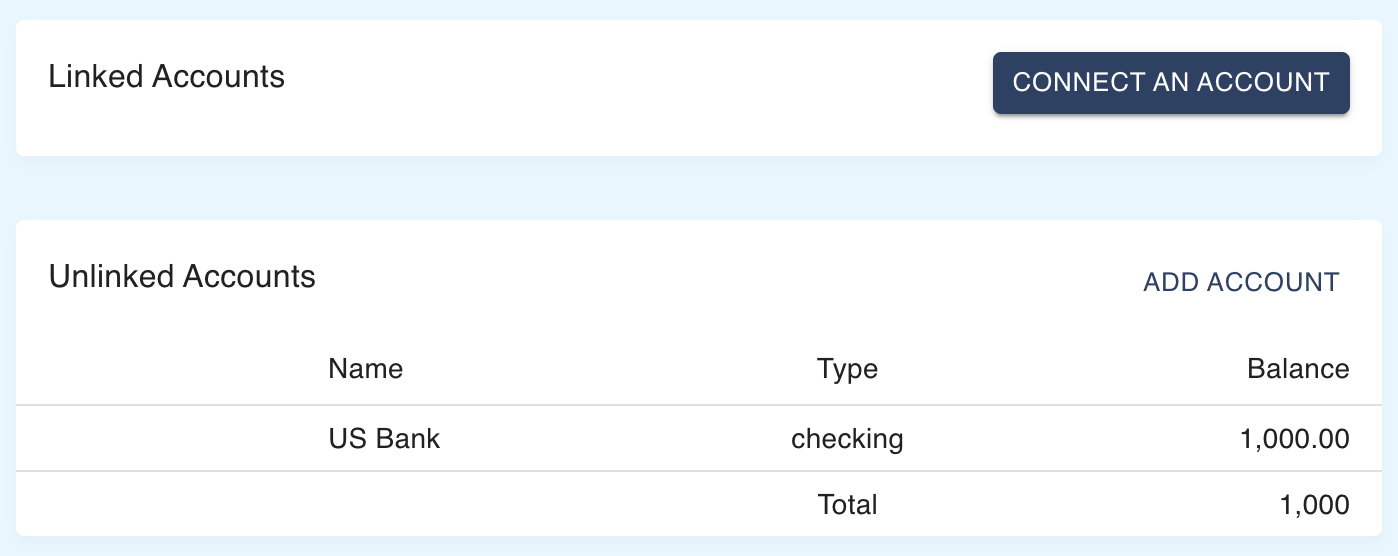 Linked Accounts
CONNECT AN ACCOUNT
Unlinked Accounts
ADD ACCOUNT
Name Type Balance
US Bank checking 1,000.00
Total 1,000